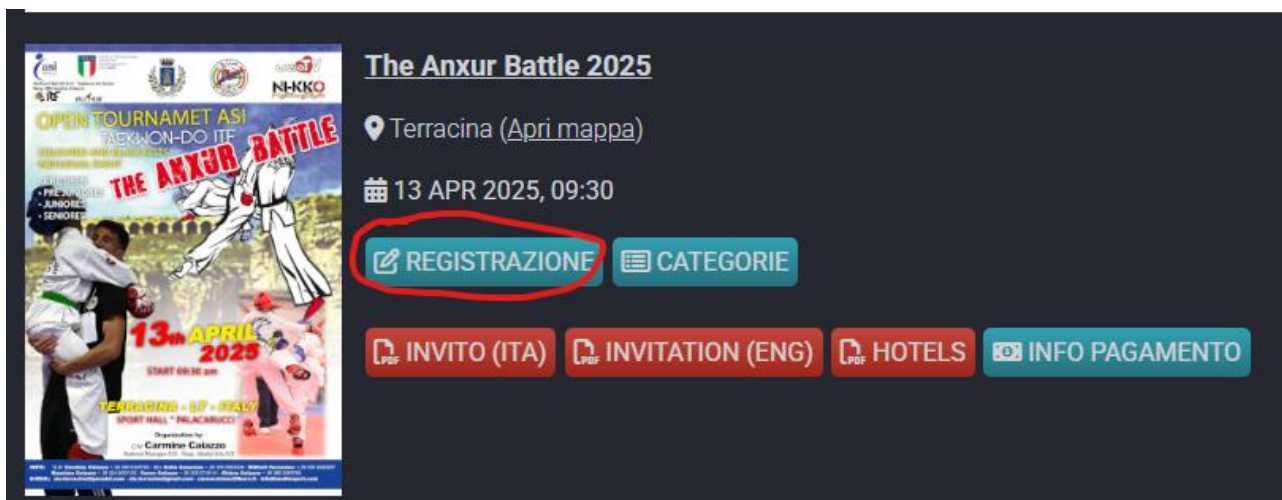 asi
NI-KKO
OPEN TOURNAMET ASI
TAEKWON-DO ITF
THE ANXUR BATTLE
- CHILDREN
- PRE JUNIORES
- JUNIORES
- SENIORES
13th APRIL
2025
START 09:30 am
TERRACINA - LT - ITALY
SPORT HALL " PALACARUCCI
Organization by
Carmine Caiazzo
The Anxur Battle 2025
Terracina (Apri mappa)
13 APR 2025, 09:30
REGISTRAZIONE CATEGORIE
INVITO (ITA) INVITATION (ENG) HOTELS INFO PAGAMENTO